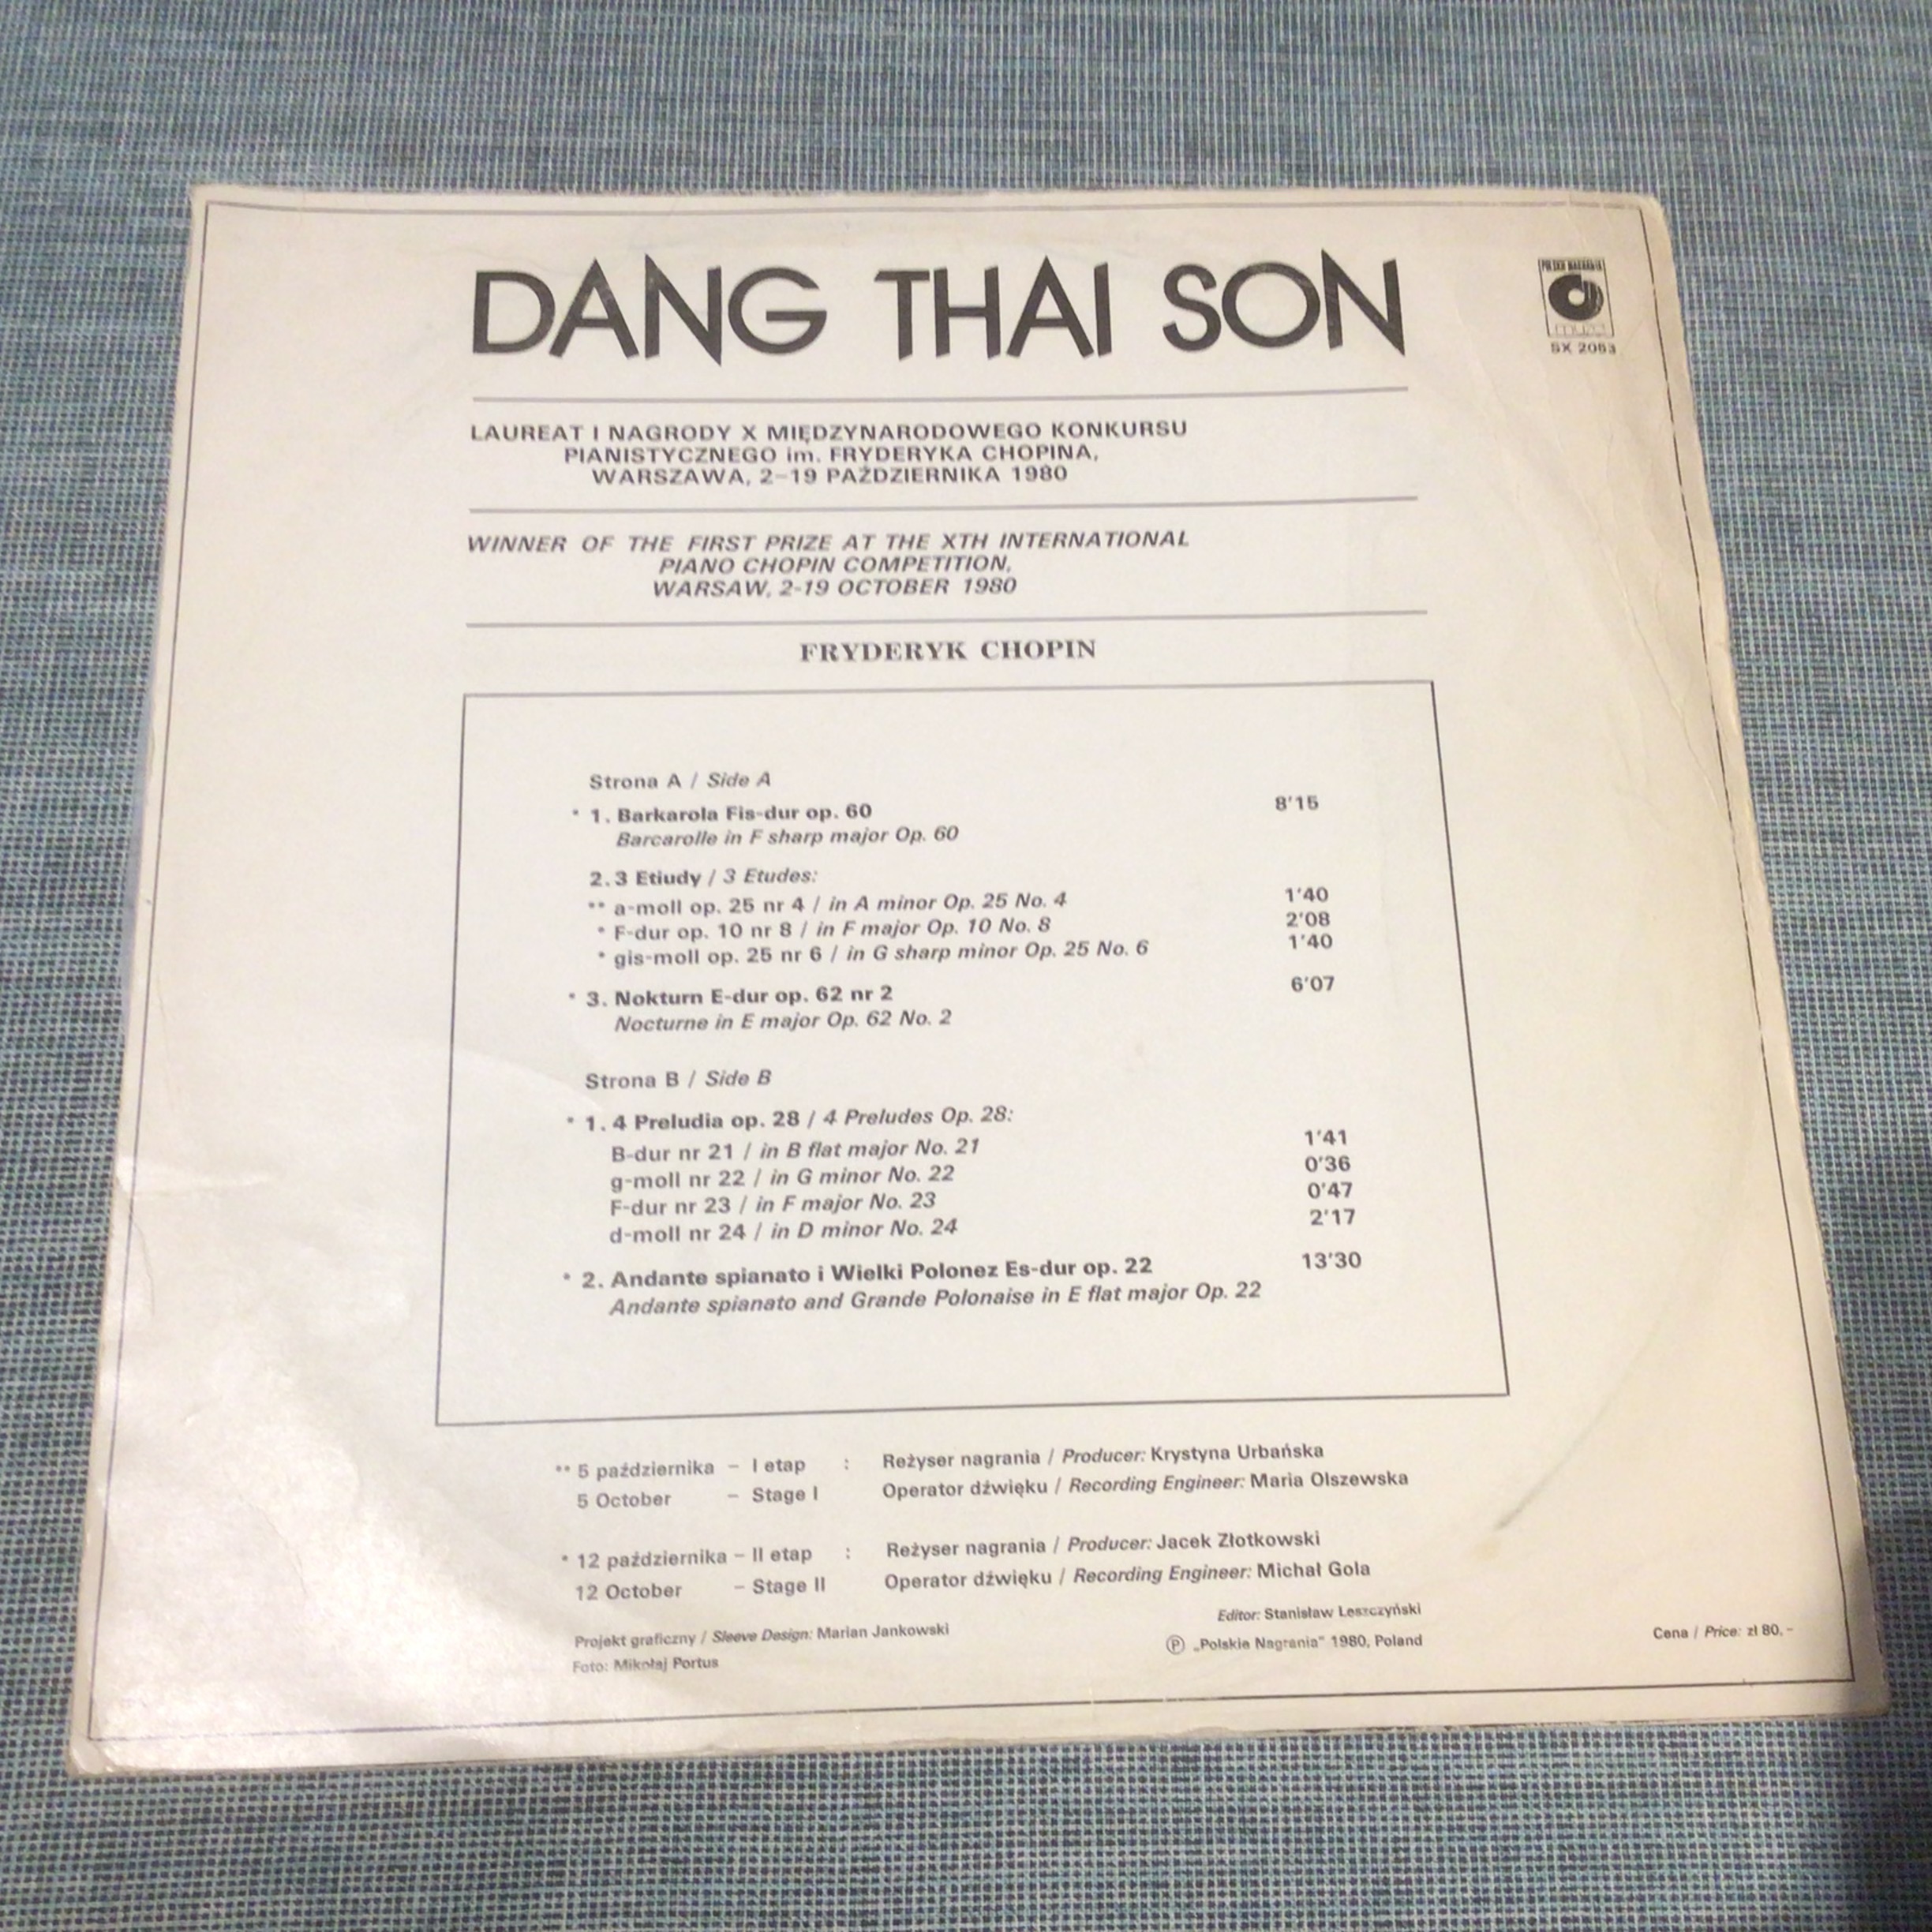 DANG THAI SON
POLSKIE NAGRANIA
muza
SX 2063
LAUREAT I NAGRODY X MIĘDZYNARODOWEGO KONKURSU
PIANISTYCZNEGO im. FRYDERYKA CHOPINA,
WARSZAWA, 2–19 PAŹDZIERNIKA 1980
WINNER OF THE FIRST PRIZE AT THE XTH INTERNATIONAL
PIANO CHOPIN COMPETITION,
WARSAW, 2-19 OCTOBER 1980
FRYDERYK CHOPIN
Strona A / Side A
* 1. Barkarola Fis-dur op. 60 8'15
Barcarolle in F sharp major Op. 60
2. 3 Etiudy / 3 Etudes:
** a-moll op. 25 nr 4 / in A minor Op. 25 No. 4 1'40
* F-dur op. 10 nr 8 / in F major Op. 10 No. 8 2'08
* gis-moll op. 25 nr 6 / in G sharp minor Op. 25 No. 6 1'40
* 3. Nokturn E-dur op. 62 nr 2 6'07
Nocturne in E major Op. 62 No. 2
Strona B / Side B
* 1. 4 Preludia op. 28 / 4 Preludes Op. 28:
B-dur nr 21 / in B flat major No. 21 1'41
g-moll nr 22 / in G minor No. 22 0'36
F-dur nr 23 / in F major No. 23 0'47
d-moll nr 24 / in D minor No. 24 2'17
* 2. Andante spianato i Wielki Polonez Es-dur op. 22 13'30
Andante spianato and Grande Polonaise in E flat major Op. 22
** 5 października – I etap : Reżyser nagrania / Producer: Krystyna Urbańska
5 October – Stage I Operator dźwięku / Recording Engineer: Maria Olszewska
* 12 października – II etap : Reżyser nagrania / Producer: Jacek Złotkowski
12 October – Stage II Operator dźwięku / Recording Engineer: Michał Gola
Editor: Stanisław Leszczyński
Projekt graficzny / Sleeve Design: Marian Jankowski
Ⓟ „Polskie Nagrania" 1980, Poland
Foto: Mikołaj Portus
Cena / Price: zł 80,-